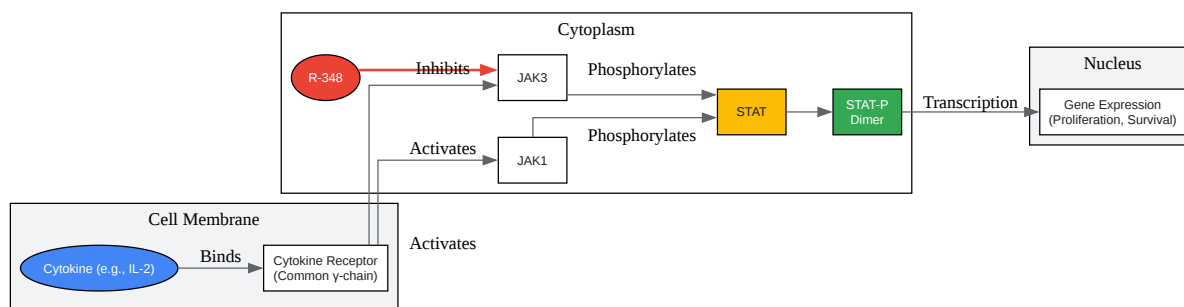 Cytoplasm
R-348
Inhibits
JAK3
Phosphorylates
STAT
STAT-P
Dimer
Transcription
Nucleus
Gene Expression
(Proliferation, Survival)
Phosphorylates
Activates
JAK1
Cell Membrane
Cytokine (e.g., IL-2)
Binds
Cytokine Receptor
(Common γ-chain)
Activates